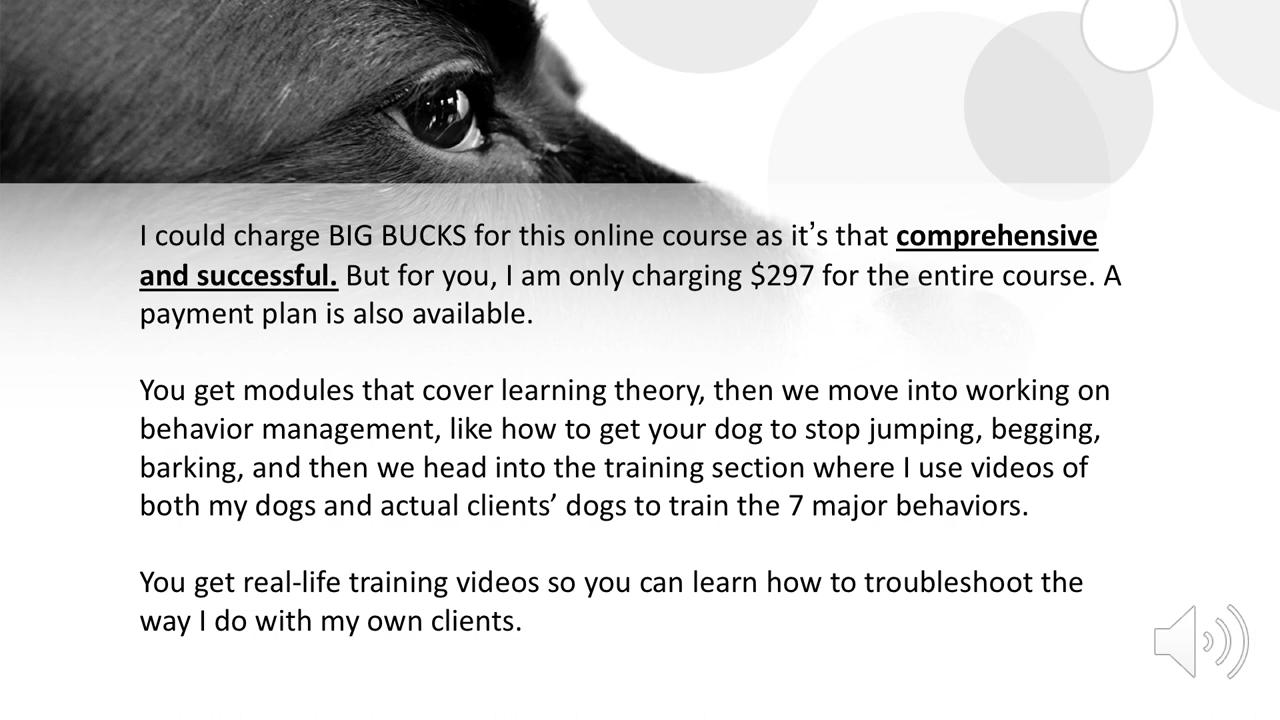 I could charge BIG BUCKS for this online course as it’s that comprehensive
and successful. But for you, I am only charging $297 for the entire course. A
payment plan is also available.
You get modules that cover learning theory, then we move into working on
behavior management, like how to get your dog to stop jumping, begging,
barking, and then we head into the training section where I use videos of
both my dogs and actual clients’ dogs to train the 7 major behaviors.
You get real-life training videos so you can learn how to troubleshoot the
way I do with my own clients.